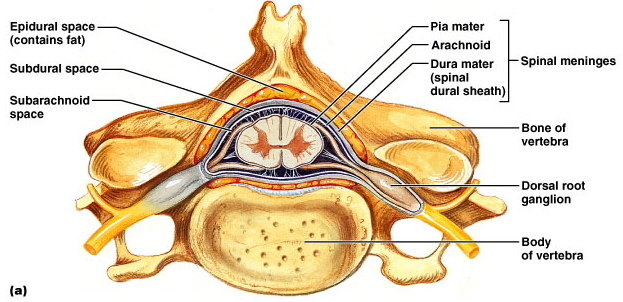 Epidural space
(contains fat)
Subdural space
Subarachnoid
space
Pia mater
Arachnoid
Dura mater
(spinal
dural sheath)
Spinal meninges
Bone of
vertebra
Dorsal root
ganglion
Body
of vertebra
(a)